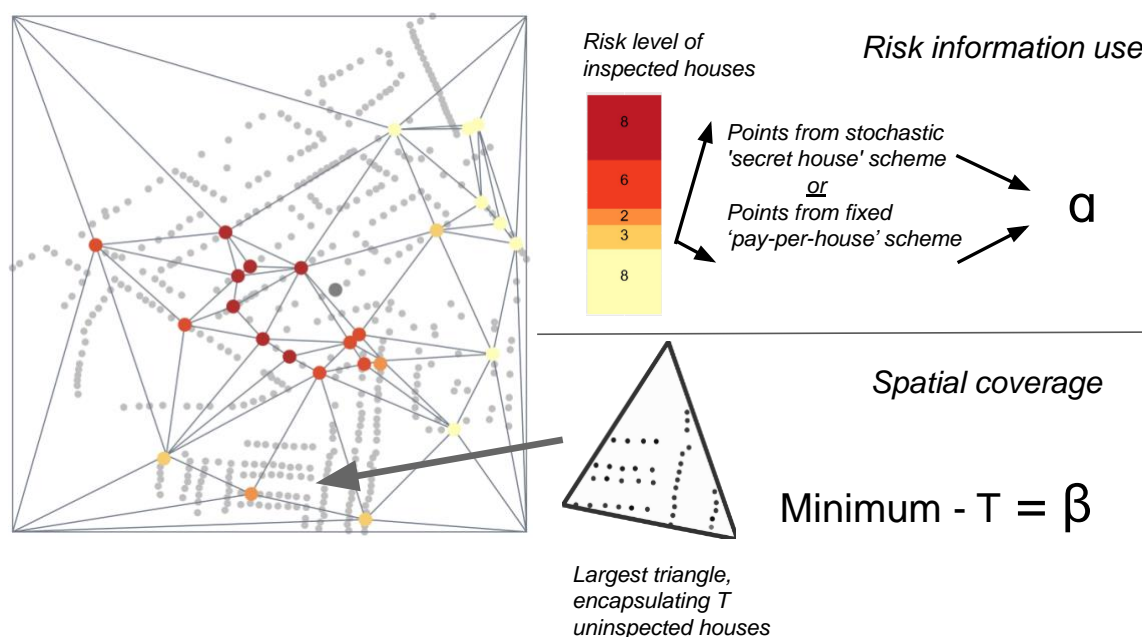 Risk level of
inspected houses
Risk information use
8
6
2
3
8
Points from stochastic
'secret house' scheme
or
Points from fixed
‘pay-per-house’ scheme
α
Spatial coverage
Minimum - T = β
Largest triangle,
encapsulating T
uninspected houses